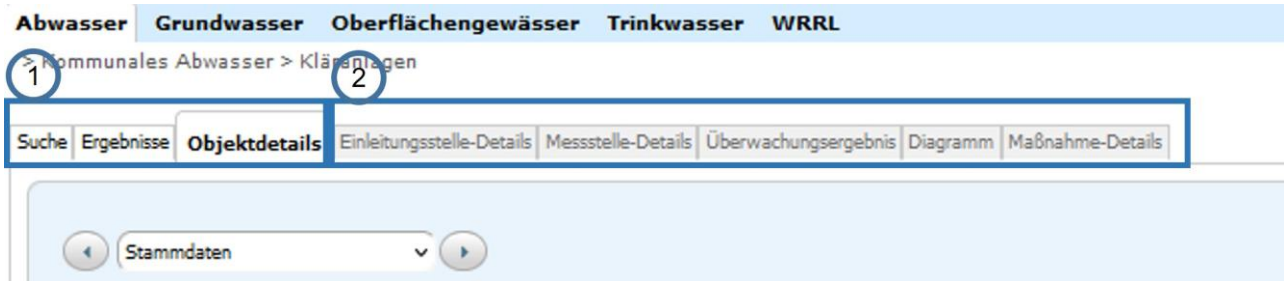 Abwasser Grundwasser Oberflächengewässer Trinkwasser WRRL
> Kommunales Abwasser > Kläranlagen
1 2
Suche Ergebnisse Objektdetails Einleitungsstelle-Details Messstelle-Details Überwachungsergebnis Diagramm Maßnahme-Details
Stammdaten